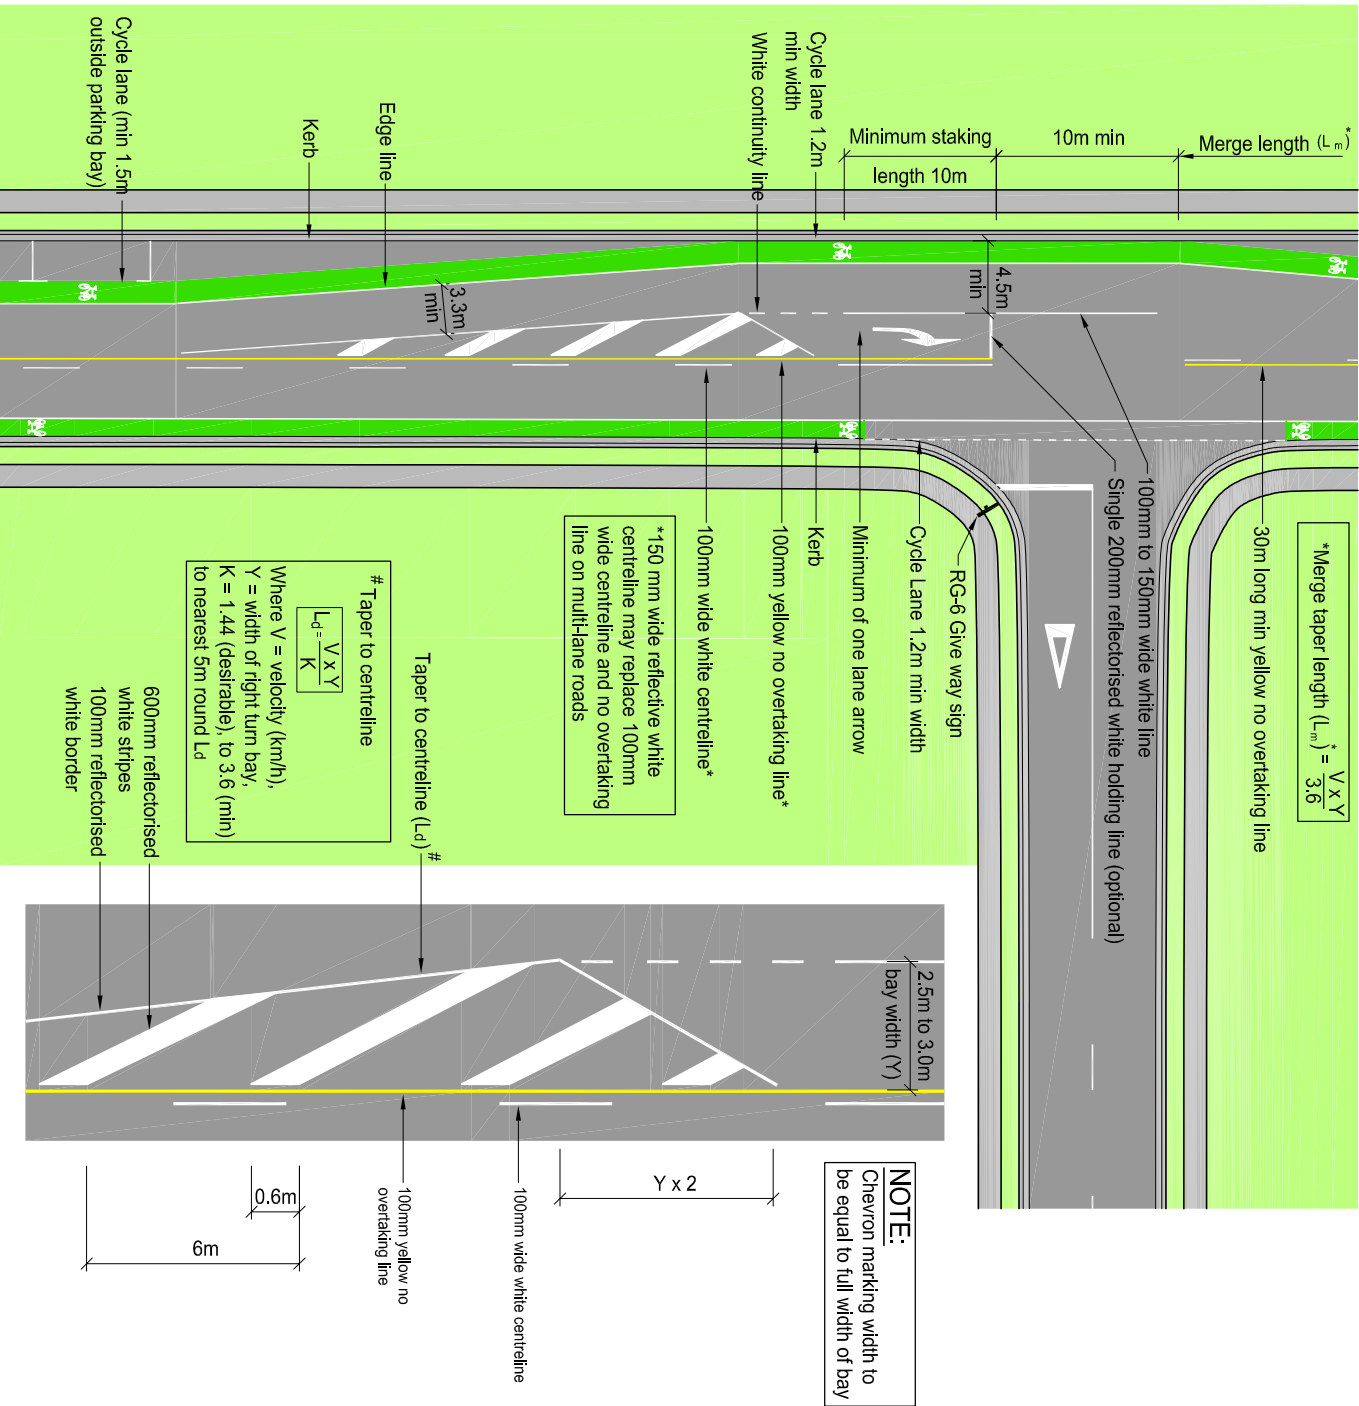 Merge length (Lm)*
10m min
Minimum staking
length 10m
Cycle lane 1.2m
min width
White continuity line
Edge line
Kerb
Cycle lane (min 1.5m
outside parking bay)
4.5m
min
3.3m
min
*Merge taper length (Lm)* = V x Y
3.6
30m long min yellow no overtaking line
100mm to 150mm wide white line
Single 200mm reflectorised white holding line (optional)
RG-6 Give way sign
Cycle Lane 1.2m min width
Minimum of one lane arrow
Kerb
100mm yellow no overtaking line*
100mm wide white centreline*
*150 mm wide reflective white
centreline may replace 100mm
wide centreline and no overtaking
line on multi-lane roads
# Taper to centreline
Ld = V x Y
K
Where V = velocity (km/h),
Y = width of right turn bay,
K = 1.44 (desirable), to 3.6 (min)
to nearest 5m round Ld
Taper to centreline (Ld) #
600mm reflectorised
white stripes
100mm reflectorised
white border
2.5m to 3.0m
bay width (Y)
NOTE:
Chevron marking width to
be equal to full width of bay
Y x 2
100mm wide white centreline
100mm yellow no
overtaking line
0.6m
6m